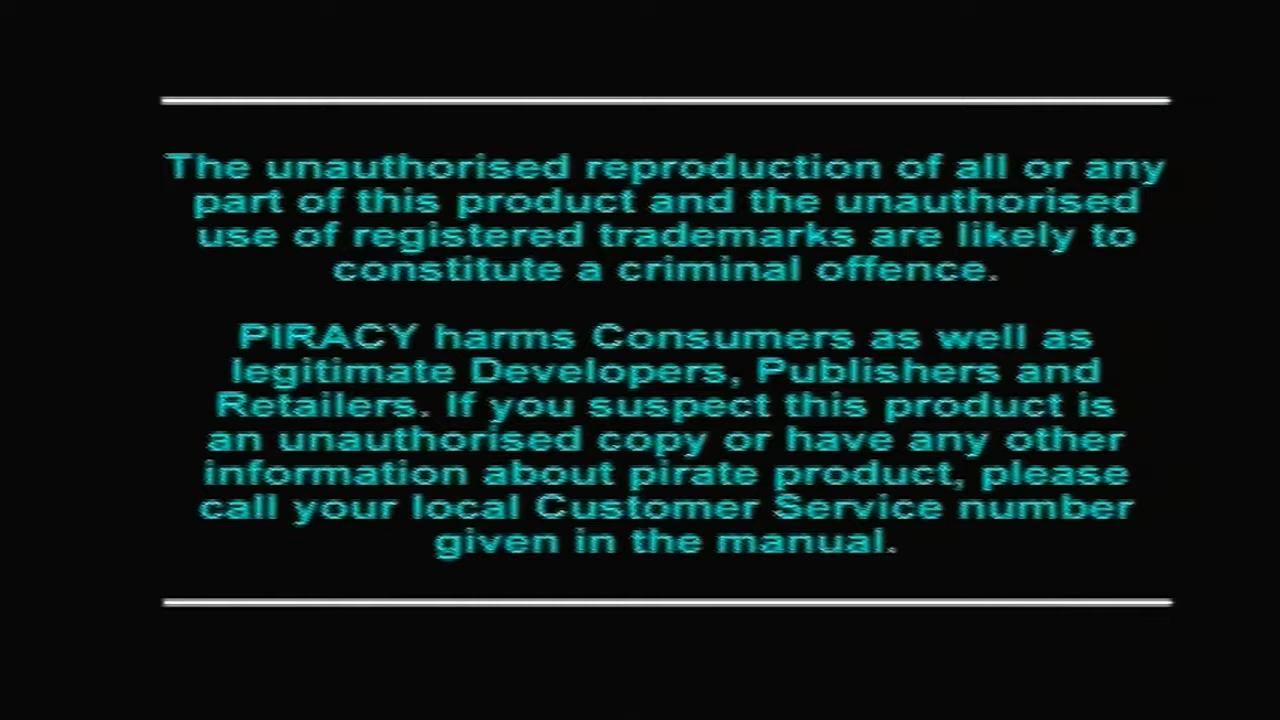 The unauthorised reproduction of all or any
part of this product and the unauthorised
use of registered trademarks are likely to
constitute a criminal offence.
PIRACY harms Consumers as well as
legitimate Developers, Publishers and
Retailers. If you suspect this product is
an unauthorised copy or have any other
information about pirate product, please
call your local Customer Service number
given in the manual.